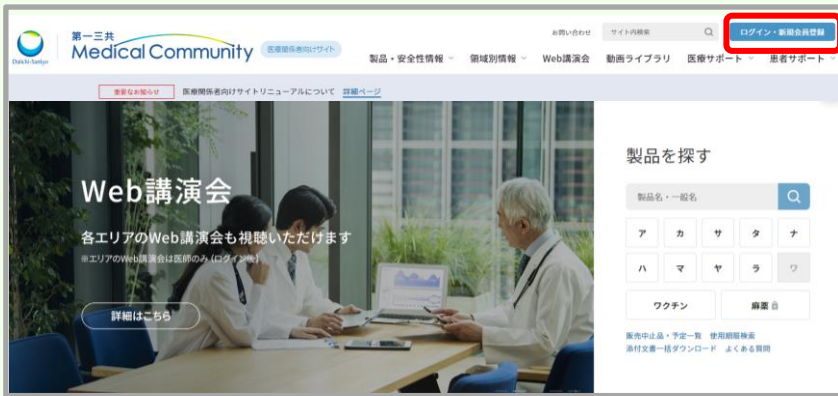 第一三共
Medical Community
Daiichi-Sankyo
医療関係者向けサイト
お問い合わせ
サイト内検索
ログイン・新規会員登録
製品・安全性情報
領域別情報
Web講演会
動画ライブラリ
医療サポート
患者サポート
重要なお知らせ
医療関係者向けサイトリニューアルについて 詳細ページ
Web講演会
各エリアのWeb講演会も視聴いただけます
※エリアのWeb講演会は医師のみ（ログイン後）
詳細はこちら
製品を探す
製品名・一般名
ア カ サ タ ナ
ハ マ ヤ ラ ワ
ワクチン 麻薬
販売中止品・予定一覧 使用期限検索
添付文書一括ダウンロード よくある質問